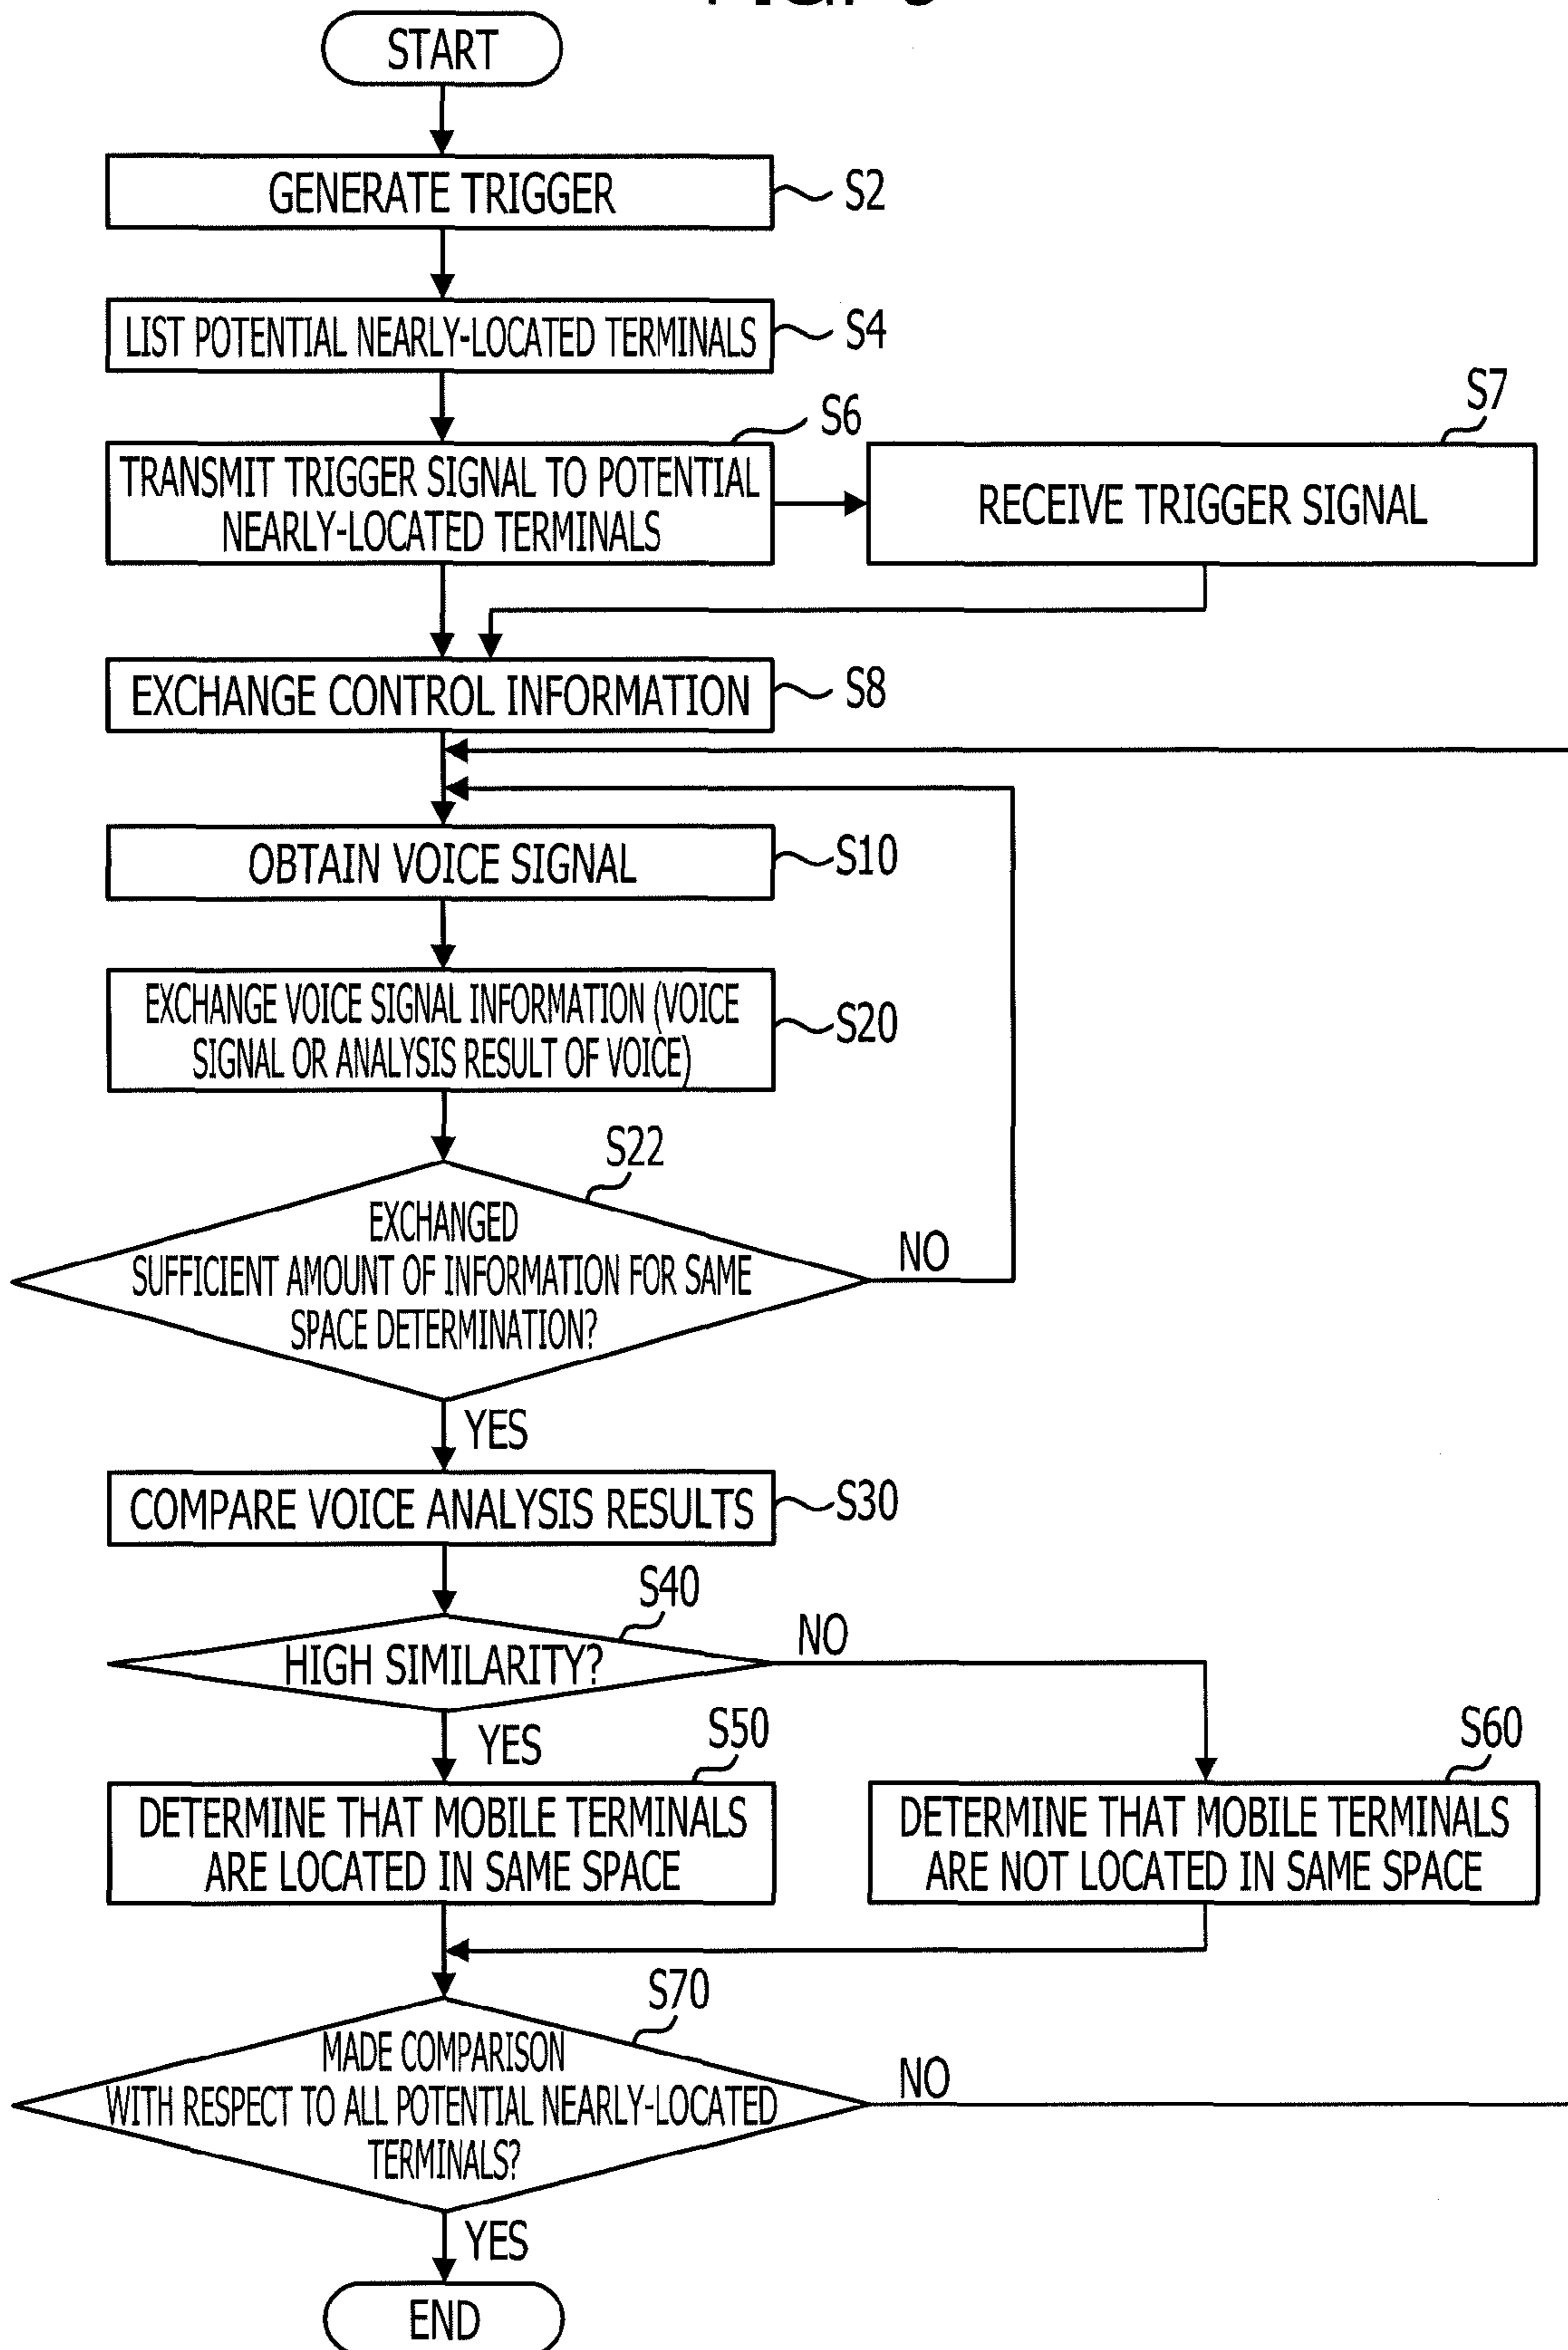 START
GENERATE TRIGGER
S2
LIST POTENTIAL NEARLY-LOCATED TERMINALS
S4
S6
S7
TRANSMIT TRIGGER SIGNAL TO POTENTIAL
NEARLY-LOCATED TERMINALS
RECEIVE TRIGGER SIGNAL
EXCHANGE CONTROL INFORMATION
S8
OBTAIN VOICE SIGNAL
S10
EXCHANGE VOICE SIGNAL INFORMATION (VOICE
SIGNAL OR ANALYSIS RESULT OF VOICE)
S20
S22
EXCHANGED
SUFFICIENT AMOUNT OF INFORMATION FOR SAME
SPACE DETERMINATION?
NO
YES
COMPARE VOICE ANALYSIS RESULTS
S30
S40
HIGH SIMILARITY?
NO
YES
S50
S60
DETERMINE THAT MOBILE TERMINALS
ARE LOCATED IN SAME SPACE
DETERMINE THAT MOBILE TERMINALS
ARE NOT LOCATED IN SAME SPACE
S70
MADE COMPARISON
WITH RESPECT TO ALL POTENTIAL NEARLY-LOCATED
TERMINALS?
NO
YES
END